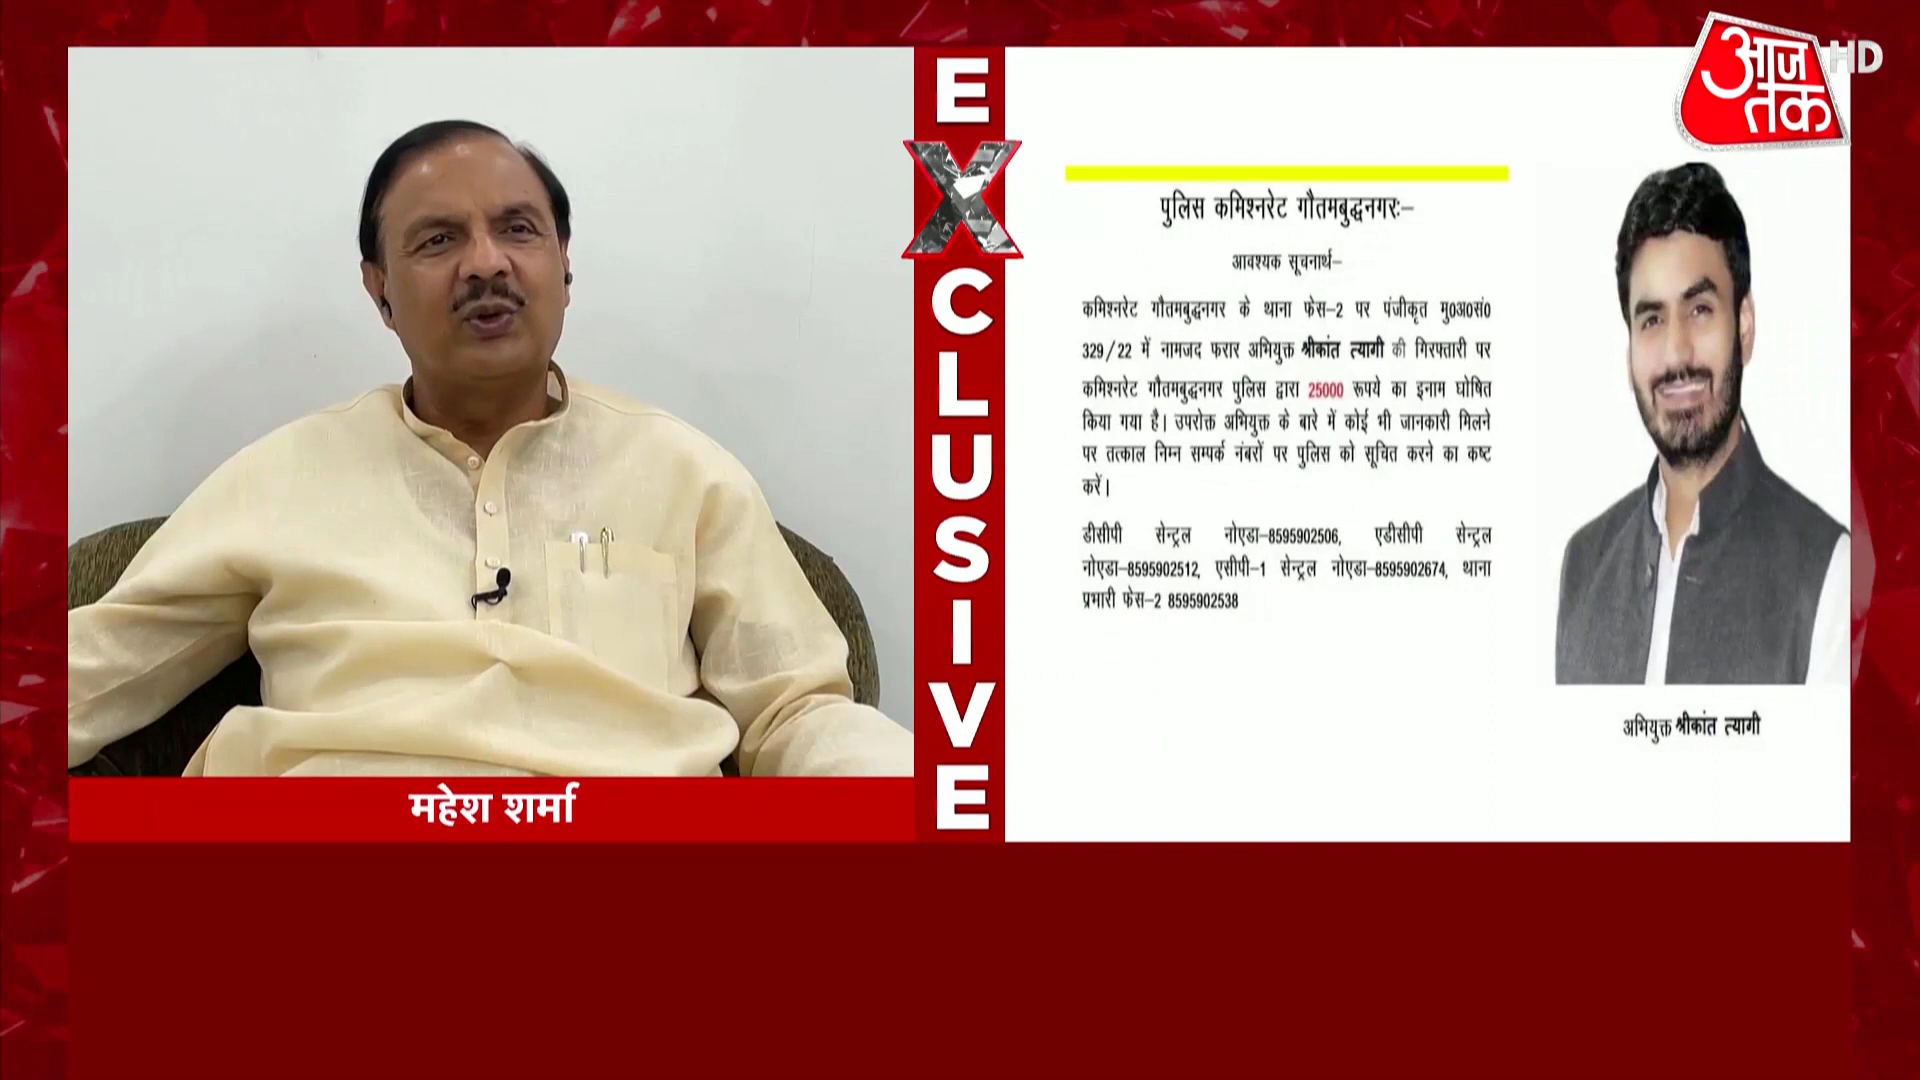 आज तक HD
EXCLUSIVE
महेश शर्मा
पुलिस कमिश्नरेट गौतमबुद्धनगरः–
आवश्यक सूचनार्थ–
कमिश्नरेट गौतमबुद्धनगर के थाना फेस–2 पर पंजीकृत मु0अ0सं0
329/22 में नामजद फरार अभियुक्त श्रीकांत त्यागी की गिरफ्तारी पर
कमिश्नरेट गौतमबुद्धनगर पुलिस द्वारा 25000 रूपये का इनाम घोषित
किया गया है। उपरोक्त अभियुक्त के बारे में कोई भी जानकारी मिलने
पर तत्काल निम्न सम्पर्क नंबरों पर पुलिस को सूचित करने का कष्ट
करें।
डीसीपी सेन्ट्रल नोएडा–8595902506, एडीसीपी सेन्ट्रल
नोएडा–8595902512, एसीपी–1 सेन्ट्रल नोएडा–8595902674, थाना
प्रभारी फेस–2 8595902538
अभियुक्त श्रीकांत त्यागी